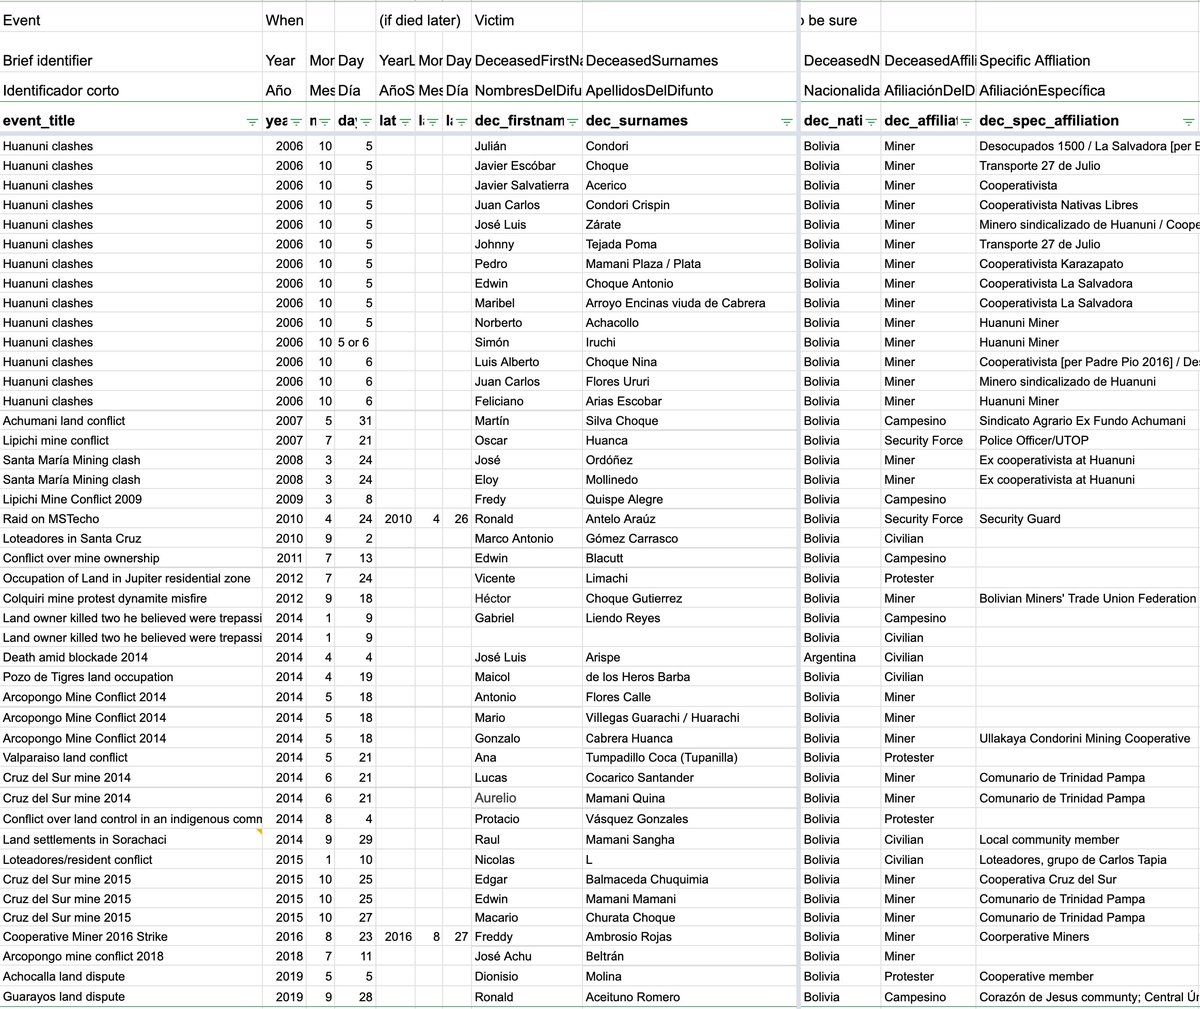 Event When (if died later) Victim be sure
Brief identifier Year Mor Day YearL Mor Day DeceasedFirstNa DeceasedSurnames DeceasedN DeceasedAffili Specific Affliation
Identificador corto Año Mes Día AñoS Mes Día NombresDelDifu ApellidosDelDifunto Nacionalida AfiliaciónDelD AfiliaciónEspecífica
event_title yea n day lat la la dec_firstnam dec_surnames dec_nati dec_affiliat dec_spec_affiliation
Huanuni clashes 2006 10 5 Julián Condori Bolivia Miner Desocupados 1500 / La Salvadora [per E
Huanuni clashes 2006 10 5 Javier Escóbar Choque Bolivia Miner Transporte 27 de Julio
Huanuni clashes 2006 10 5 Javier Salvatierra Acerico Bolivia Miner Cooperativista
Huanuni clashes 2006 10 5 Juan Carlos Condori Crispin Bolivia Miner Cooperativista Nativas Libres
Huanuni clashes 2006 10 5 José Luis Zárate Bolivia Miner Minero sindicalizado de Huanuni / Coope
Huanuni clashes 2006 10 5 Johnny Tejada Poma Bolivia Miner Transporte 27 de Julio
Huanuni clashes 2006 10 5 Pedro Mamani Plaza / Plata Bolivia Miner Cooperativista Karazapato
Huanuni clashes 2006 10 5 Edwin Choque Antonio Bolivia Miner Cooperativista La Salvadora
Huanuni clashes 2006 10 5 Maribel Arroyo Encinas viuda de Cabrera Bolivia Miner Cooperativista La Salvadora
Huanuni clashes 2006 10 5 Norberto Achacollo Bolivia Miner Huanuni Miner
Huanuni clashes 2006 10 5 or 6 Simón Iruchi Bolivia Miner Huanuni Miner
Huanuni clashes 2006 10 6 Luis Alberto Choque Nina Bolivia Miner Cooperativista [per Padre Pio 2016] / De
Huanuni clashes 2006 10 6 Juan Carlos Flores Ururi Bolivia Miner Minero sindicalizado de Huanuni
Huanuni clashes 2006 10 6 Feliciano Arias Escobar Bolivia Miner Huanuni Miner
Achumani land conflict 2007 5 31 Martín Silva Choque Bolivia Campesino Sindicato Agrario Ex Fundo Achumani
Lipichi mine conflict 2007 7 21 Oscar Huanca Bolivia Security Force Police Officer/UTOP
Santa María Mining clash 2008 3 24 José Ordóñez Bolivia Miner Ex cooperativista at Huanuni
Santa María Mining clash 2008 3 24 Eloy Mollinedo Bolivia Miner Ex cooperativista at Huanuni
Lipichi Mine Conflict 2009 2009 3 8 Fredy Quispe Alegre Bolivia Campesino
Raid on MSTecho 2010 4 24 2010 4 26 Ronald Antelo Araúz Bolivia Security Force Security Guard
Loteadores in Santa Cruz 2010 9 2 Marco Antonio Gómez Carrasco Bolivia Civilian
Conflict over mine ownership 2011 7 13 Edwin Blacutt Bolivia Campesino
Occupation of Land in Jupiter residential zone 2012 7 24 Vicente Limachi Bolivia Protester
Colquiri mine protest dynamite misfire 2012 9 18 Héctor Choque Gutierrez Bolivia Miner Bolivian Miners' Trade Union Federation
Land owner killed two he believed were trepassi 2014 1 9 Gabriel Liendo Reyes Bolivia Campesino
Land owner killed two he believed were trepassi 2014 1 9 Bolivia Civilian
Death amid blockade 2014 2014 4 4 José Luis Arispe Argentina Civilian
Pozo de Tigres land occupation 2014 4 19 Maicol de los Heros Barba Bolivia Civilian
Arcopongo Mine Conflict 2014 2014 5 18 Antonio Flores Calle Bolivia Miner
Arcopongo Mine Conflict 2014 2014 5 18 Mario Villegas Guarachi / Huarachi Bolivia Miner
Arcopongo Mine Conflict 2014 2014 5 18 Gonzalo Cabrera Huanca Bolivia Miner Ullakaya Condorini Mining Cooperative
Valparaiso land conflict 2014 5 21 Ana Tumpadillo Coca (Tupanilla) Bolivia Protester
Cruz del Sur mine 2014 2014 6 21 Lucas Cocarico Santander Bolivia Miner Comunario de Trinidad Pampa
Cruz del Sur mine 2014 2014 6 21 Aurelio Mamani Quina Bolivia Miner Comunario de Trinidad Pampa
Conflict over land control in an indigenous comm 2014 8 4 Protacio Vásquez Gonzales Bolivia Protester
Land settlements in Sorachaci 2014 9 29 Raul Mamani Sangha Bolivia Civilian Local community member
Loteadores/resident conflict 2015 1 10 Nicolas L Bolivia Civilian Loteadores, grupo de Carlos Tapia
Cruz del Sur mine 2015 2015 10 25 Edgar Balmaceda Chuquimia Bolivia Miner Cooperativa Cruz del Sur
Cruz del Sur mine 2015 2015 10 25 Edwin Mamani Mamani Bolivia Miner Comunario de Trinidad Pampa
Cruz del Sur mine 2015 2015 10 27 Macario Churata Choque Bolivia Miner Comunario de Trinidad Pampa
Cooperative Miner 2016 Strike 2016 8 23 2016 8 27 Freddy Ambrosio Rojas Bolivia Miner Coorperative Miners
Arcopongo mine conflict 2018 2018 7 11 José Achu Beltrán Bolivia Miner
Achocalla land dispute 2019 5 5 Dionisio Molina Bolivia Protester Cooperative member
Guarayos land dispute 2019 9 28 Ronald Aceituno Romero Bolivia Campesino Corazón de Jesus communty; Central Úr